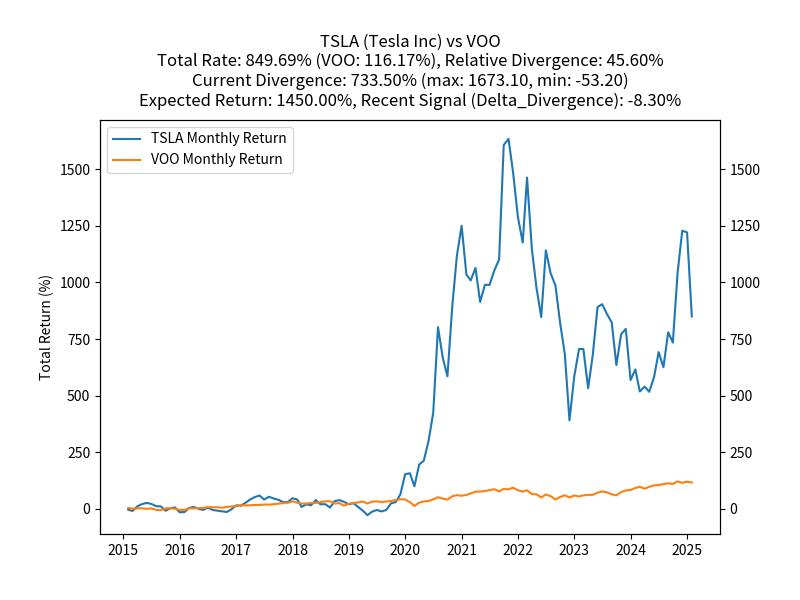 TSLA (Tesla Inc) vs VOO
Total Rate: 849.69% (VOO: 116.17%), Relative Divergence: 45.60%
Current Divergence: 733.50% (max: 1673.10, min: -53.20)
Expected Return: 1450.00%, Recent Signal (Delta_Divergence): -8.30%
TSLA Monthly Return
VOO Monthly Return
Total Return (%)
1500 1500
1250 1250
1000 1000
750 750
500 500
250 250
0 0
2015 2016 2017 2018 2019 2020 2021 2022 2023 2024 2025